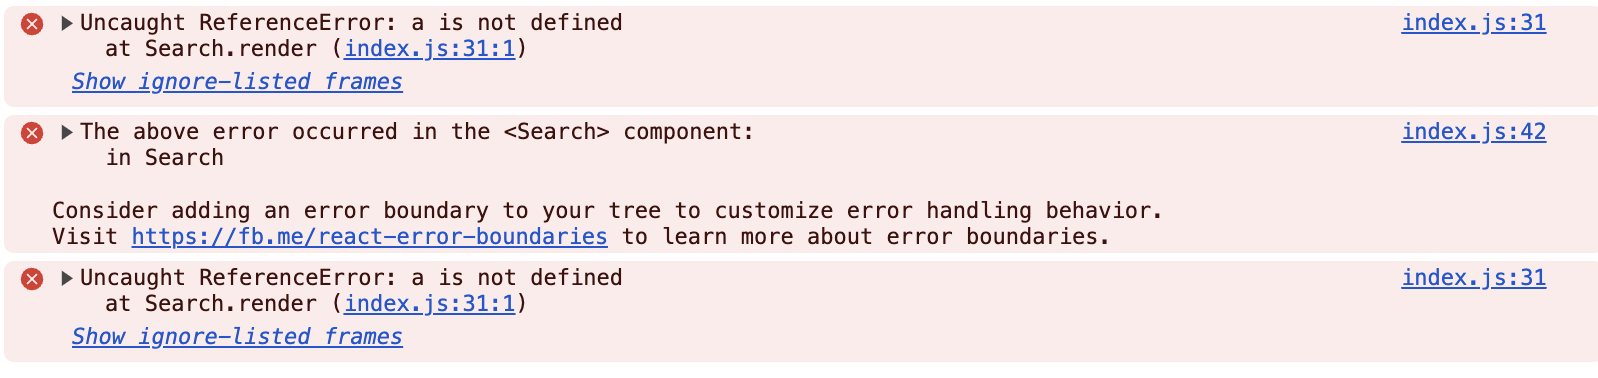 Uncaught ReferenceError: a is not defined index.js:31
at Search.render (index.js:31:1)
Show ignore-listed frames
The above error occurred in the <Search> component: index.js:42
in Search
Consider adding an error boundary to your tree to customize error handling behavior.
Visit https://fb.me/react-error-boundaries to learn more about error boundaries.
Uncaught ReferenceError: a is not defined index.js:31
at Search.render (index.js:31:1)
Show ignore-listed frames